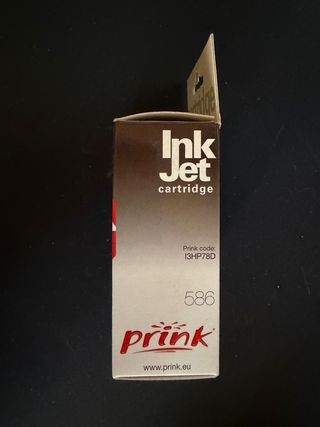 Ink
Jet
cartridge
Prink code:
I3HP78D
586
prink
www.prink.eu